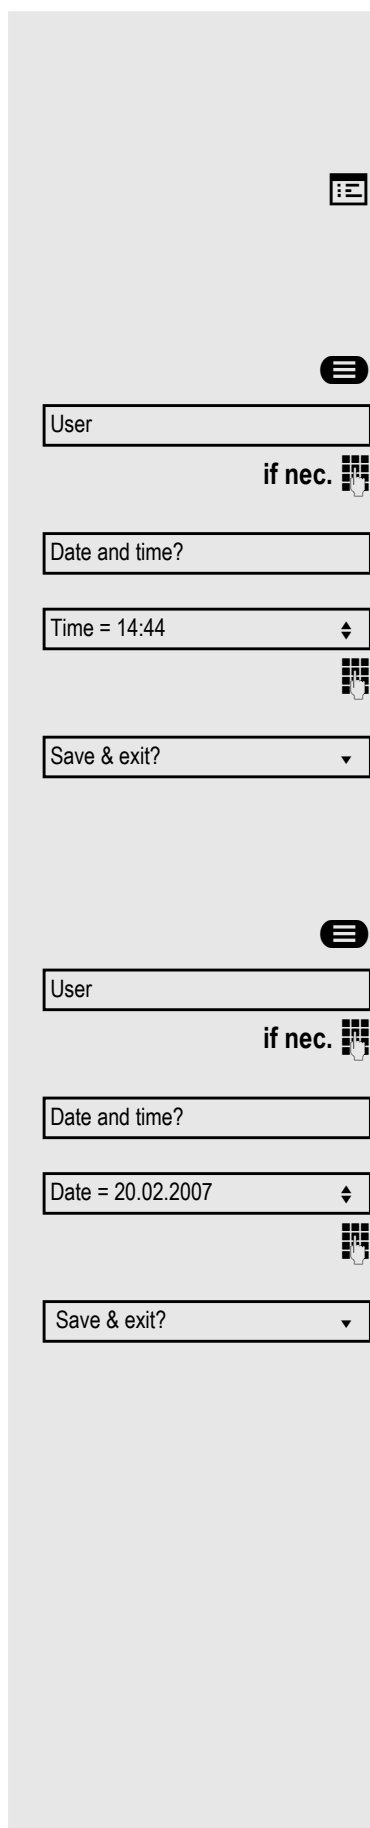 User
if nec.
Date and time?
Time = 14:44
Save & exit?
User
if nec.
Date and time?
Date = 20.02.2007
Save & exit?